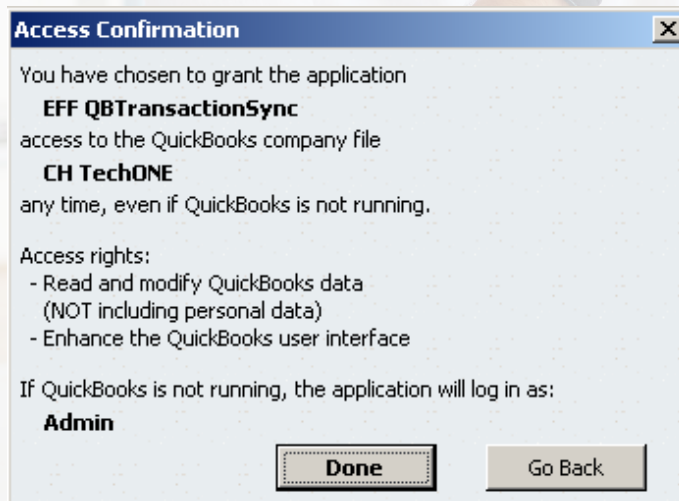 Access Confirmation
You have chosen to grant the application
EFF QBTransactionSync
access to the QuickBooks company file
CH TechONE
any time, even if QuickBooks is not running.
Access rights:
- Read and modify QuickBooks data
(NOT including personal data)
- Enhance the QuickBooks user interface
If QuickBooks is not running, the application will log in as:
Admin
Done Go Back